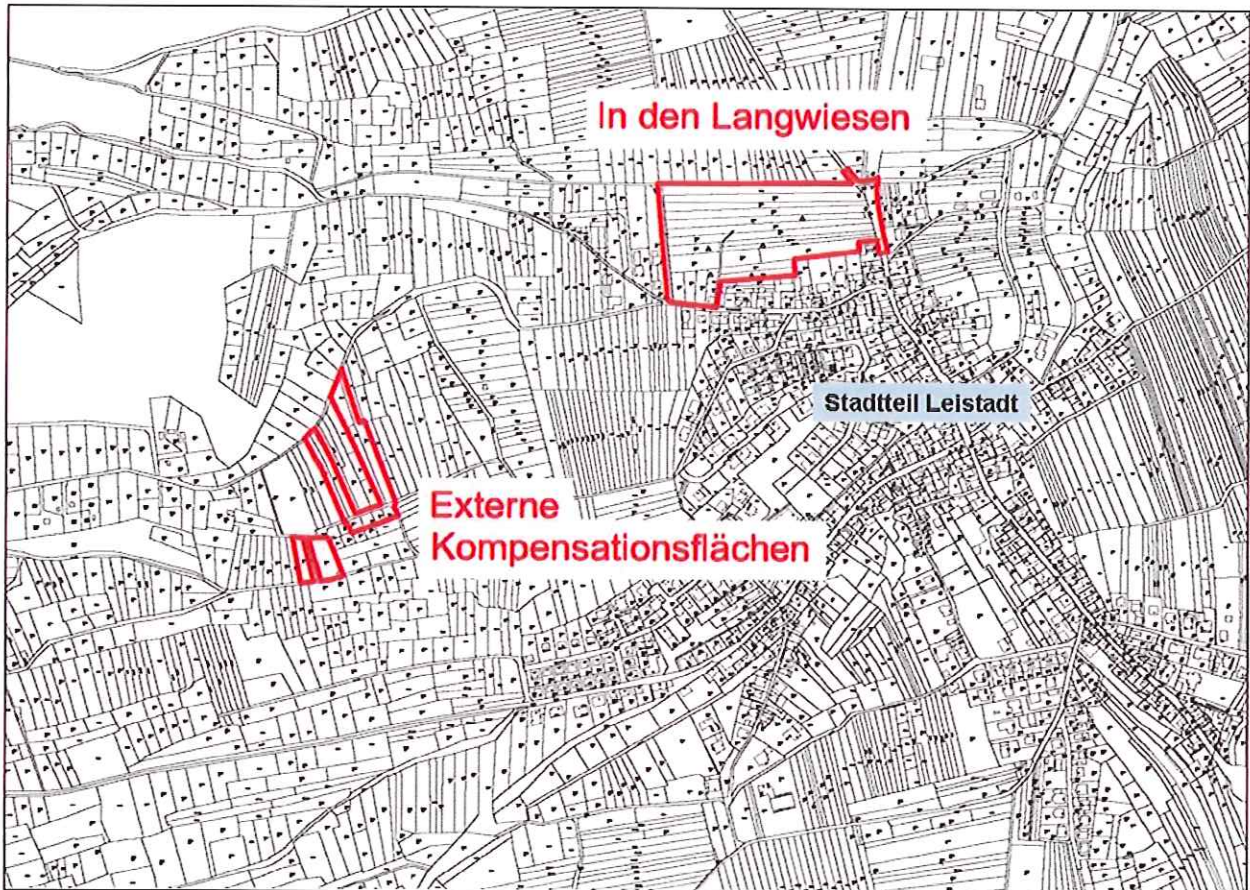 In den Langwiesen
Stadtteil Leistadt
Externe
Kompensationsflächen